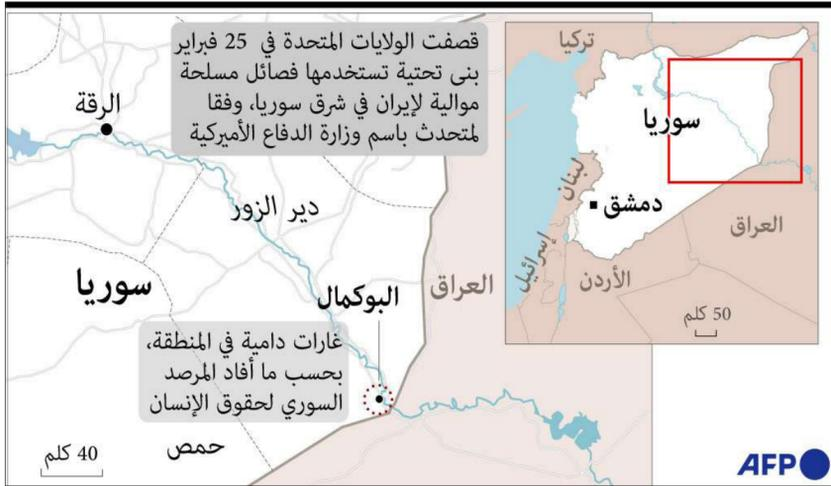 قصفت الولايات المتحدة في 25 فبراير
بنى تحتية تستخدمها فصائل مسلحة
موالية لإيران في شرق سوريا، وفقا
لمتحدث باسم وزارة الدفاع الأميركية
تركيا
سوريا
لبنان
دمشق
إسرائيل
العراق
الأردن
50 كلم
الرقة
دير الزور
سوريا
البوكمال
العراق
غارات دامية في المنطقة،
بحسب ما أفاد المرصد
السوري لحقوق الإنسان
حمص
40 كلم
AFP